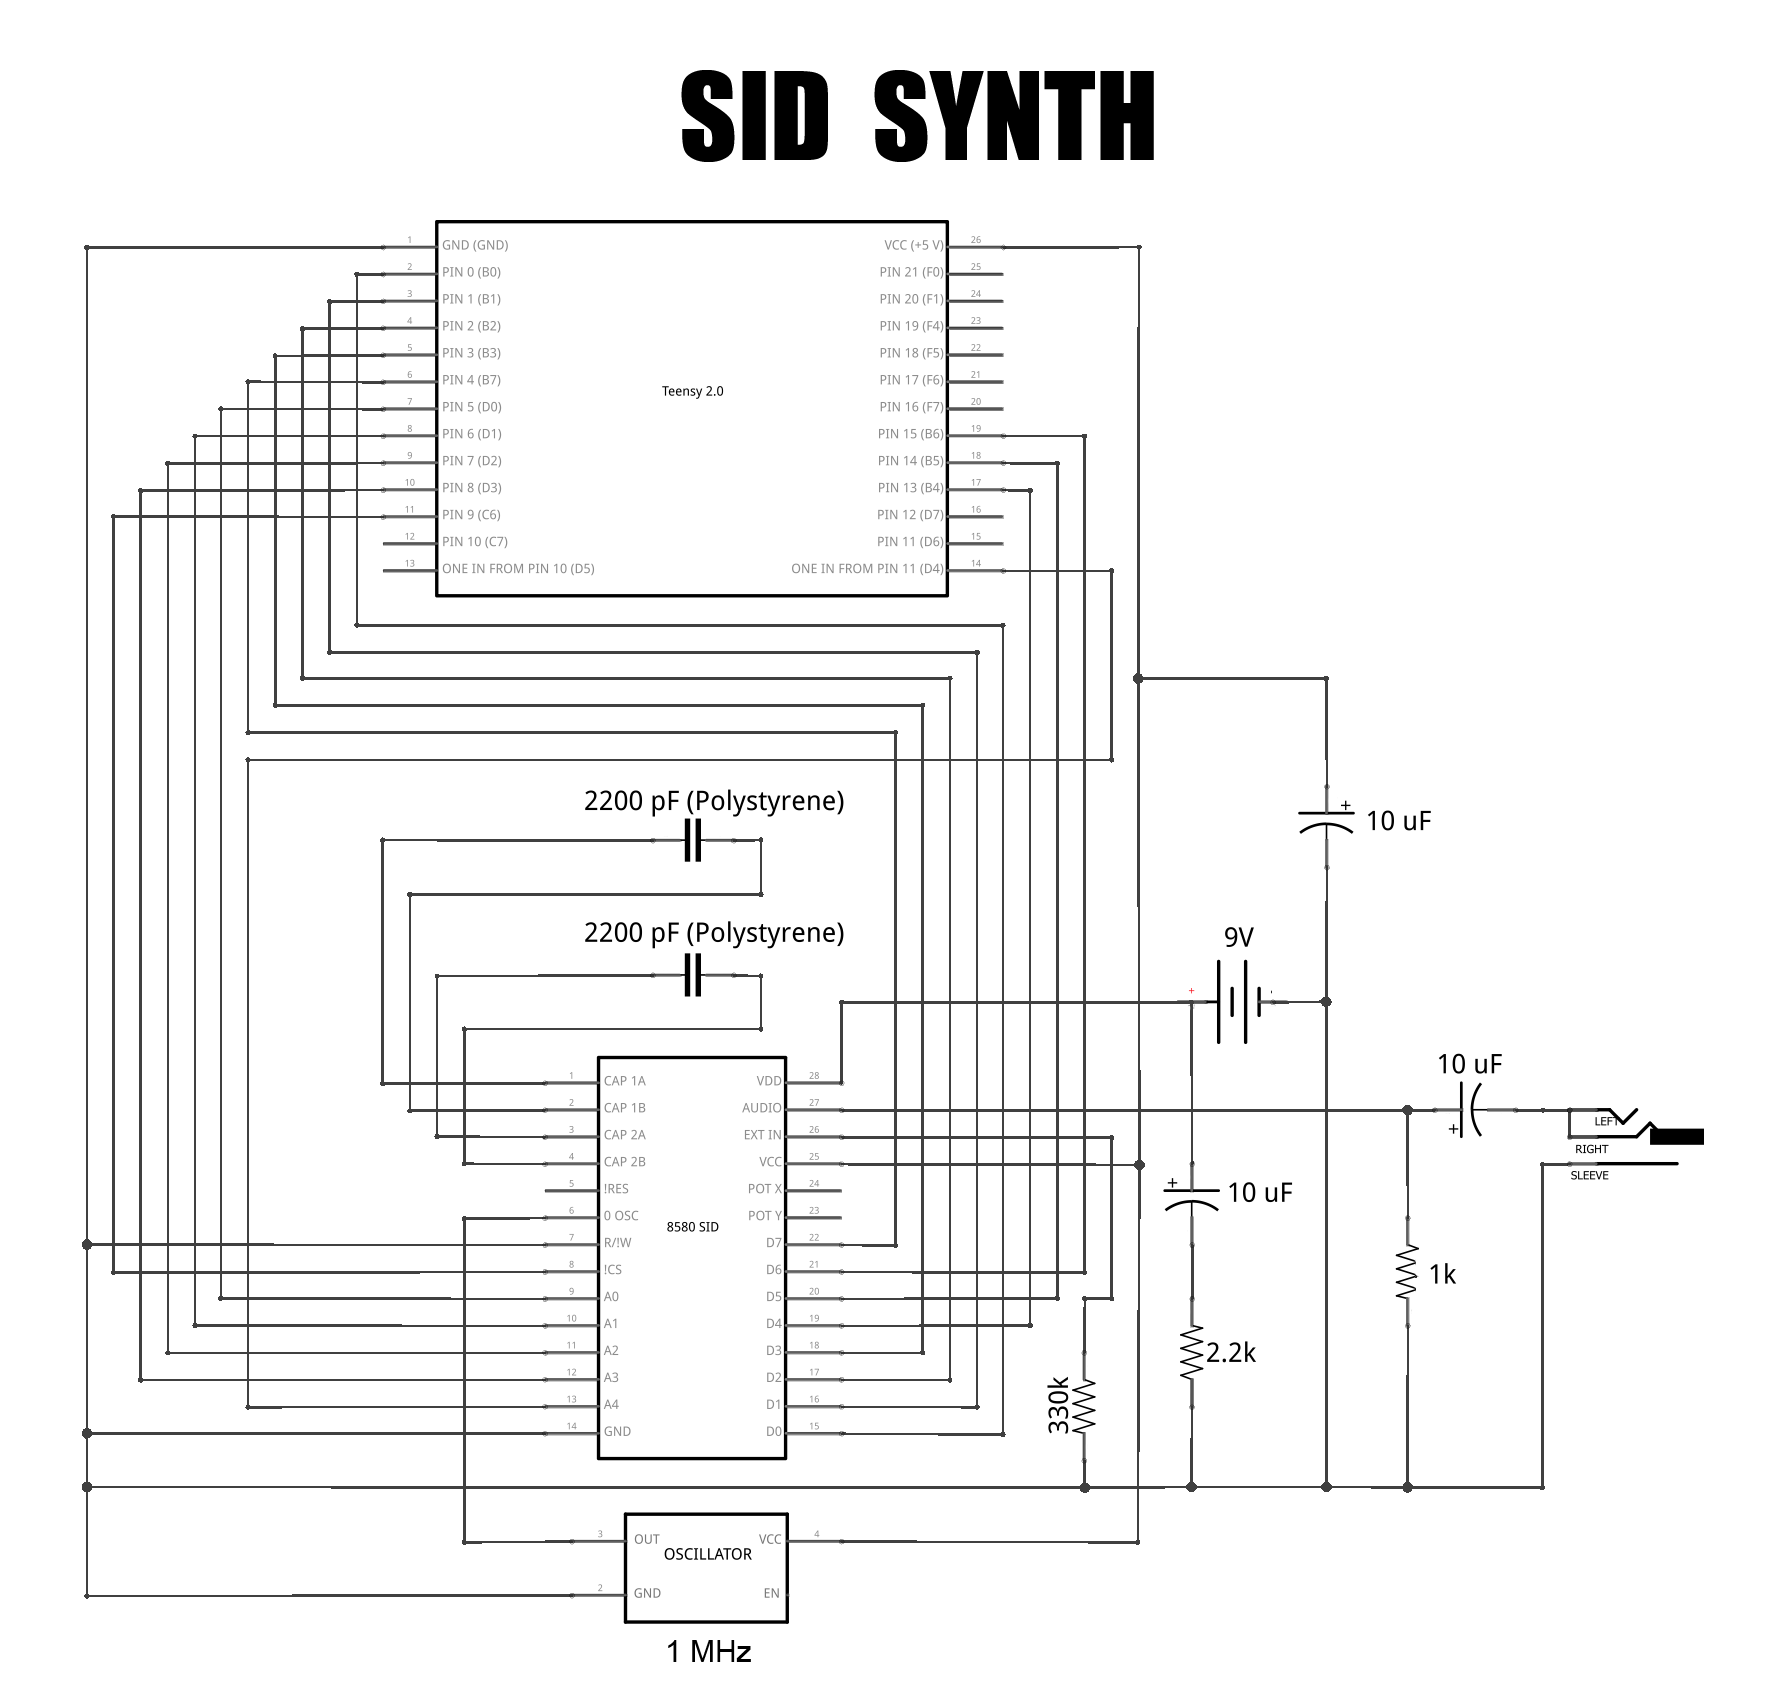 SID SYNTH
1 GND (GND) VCC (+5 V) 26
2 PIN 0 (B0) PIN 21 (F0) 25
3 PIN 1 (B1) PIN 20 (F1) 24
4 PIN 2 (B2) PIN 19 (F4) 23
5 PIN 3 (B3) PIN 18 (F5) 22
6 PIN 4 (B7) PIN 17 (F6) 21
Teensy 2.0
7 PIN 5 (D0) PIN 16 (F7) 20
8 PIN 6 (D1) PIN 15 (B6) 19
9 PIN 7 (D2) PIN 14 (B5) 18
10 PIN 8 (D3) PIN 13 (B4) 17
11 PIN 9 (C6) PIN 12 (D7) 16
12 PIN 10 (C7) PIN 11 (D6) 15
13 ONE IN FROM PIN 10 (D5) ONE IN FROM PIN 11 (D4) 14
2200 pF (Polystyrene)
+ 10 uF
2200 pF (Polystyrene)
9V
+ -
10 uF
+
LEFT
RIGHT
SLEEVE
1 CAP 1A VDD 28
2 CAP 1B AUDIO 27
3 CAP 2A EXT IN 26
4 CAP 2B VCC 25
5 !RES POT X 24
6 0 OSC POT Y 23
8580 SID
7 R/!W D7 22
8 !CS D6 21
9 A0 D5 20
10 A1 D4 19
11 A2 D3 18
12 A3 D2 17
13 A4 D1 16
14 GND D0 15
+ 10 uF
1k
2.2k
330k
3 OUT VCC 4
OSCILLATOR
2 GND EN
1 MHz